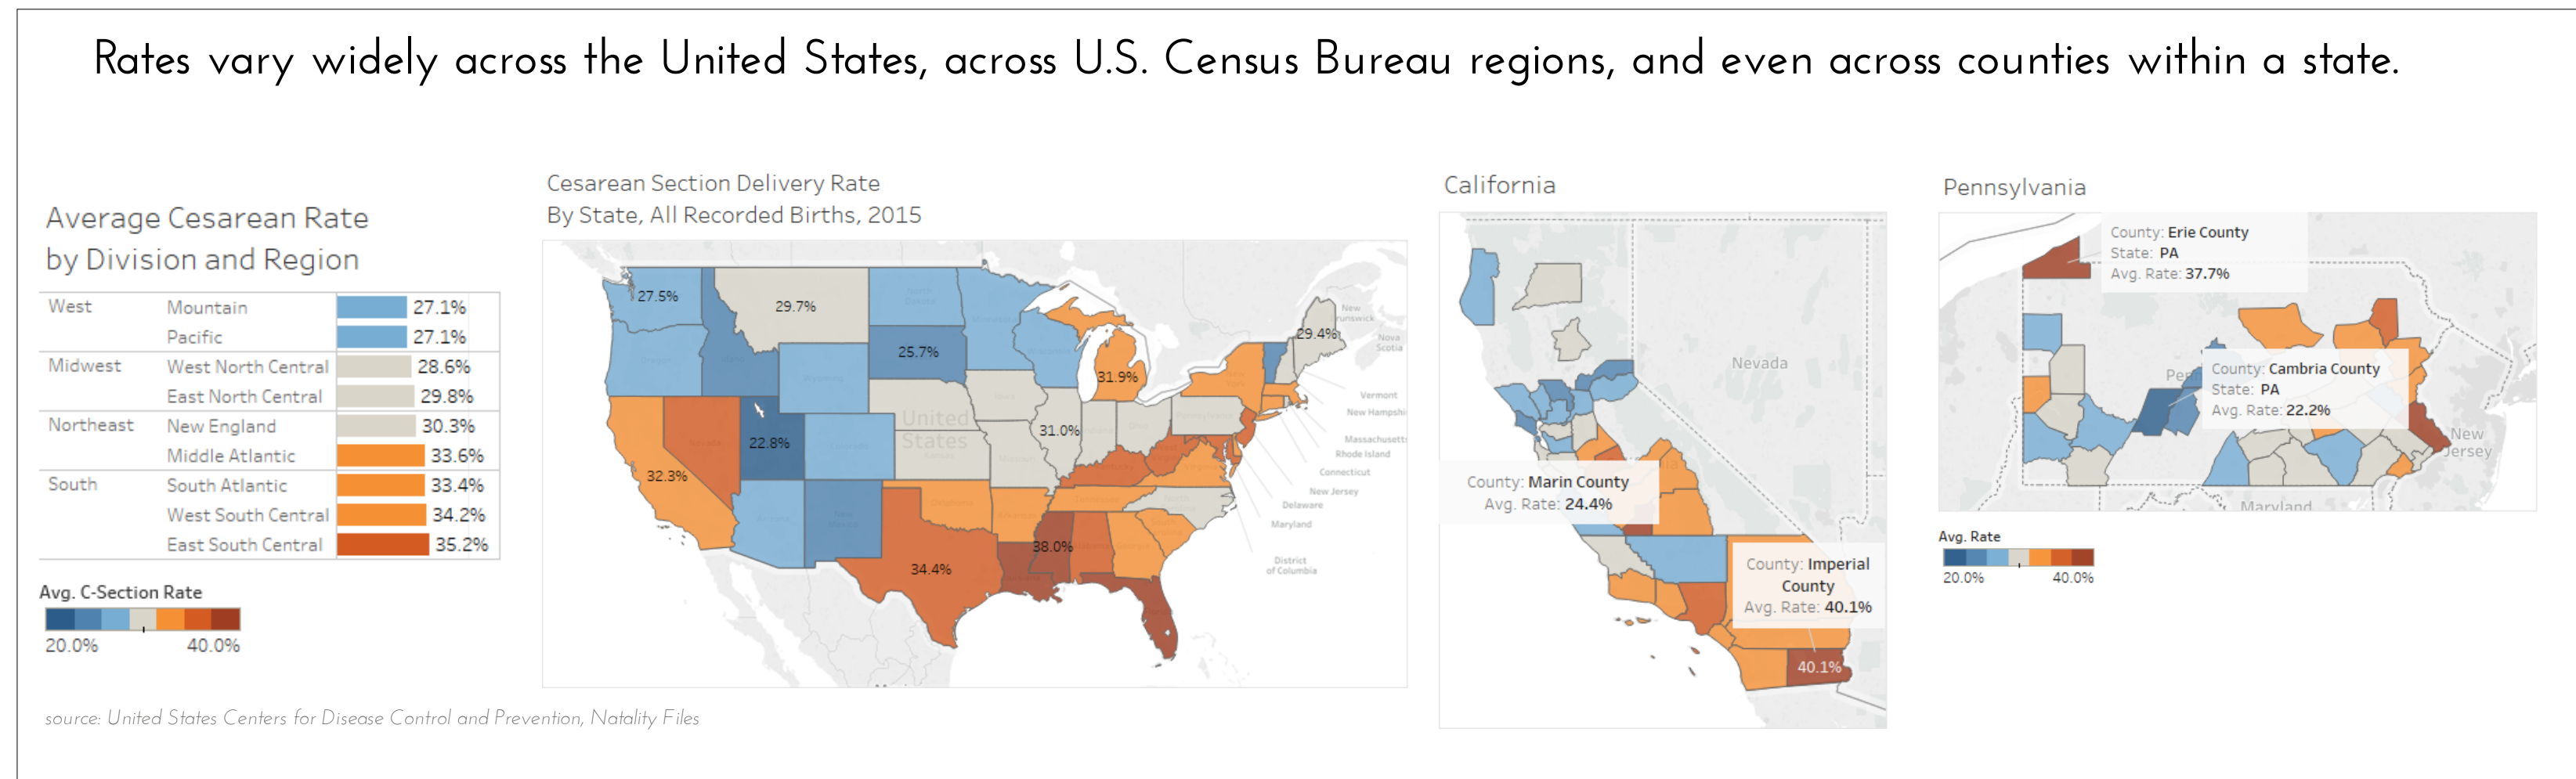 Rates vary widely across the United States, across U.S. Census Bureau regions, and even across counties within a state.
Average Cesarean Rate
by Division and Region
West Mountain 27.1%
Pacific 27.1%
Midwest West North Central 28.6%
East North Central 29.8%
Northeast New England 30.3%
Middle Atlantic 33.6%
South South Atlantic 33.4%
West South Central 34.2%
East South Central 35.2%
Avg. C-Section Rate
20.0% 40.0%
source: United States Centers for Disease Control and Prevention, Natality Files
Cesarean Section Delivery Rate
By State, All Recorded Births, 2015
27.5%
29.7%
25.7%
22.8%
32.3%
34.4%
31.0%
31.9%
38.0%
29.4%
United
States
New
Nova
Scotia
Vermont
New Hampshi
Massachusetts
Rhode Island
Connecticut
New Jersey
Delaware
Maryland
District
of Columbia
California
Nevada
County: Marin County
Avg. Rate: 24.4%
County: Imperial
County
Avg. Rate: 40.1%
40.1%
Pennsylvania
County: Erie County
State: PA
Avg. Rate: 37.7%
County: Cambria County
State: PA
Avg. Rate: 22.2%
New
Jersey
Maryland
Avg. Rate
20.0% 40.0%